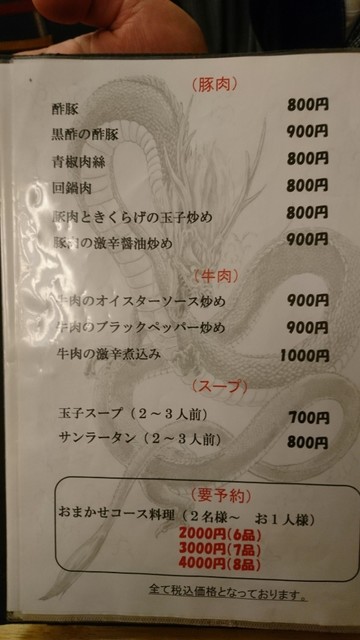 （豚肉）
酢豚 800円
黒酢の酢豚 900円
青椒肉絲 800円
回鍋肉 800円
豚肉ときくらげの玉子炒め 800円
豚肉の激辛醤油炒め 900円
（牛肉）
牛肉のオイスターソース炒め 900円
牛肉のブラックペッパー炒め 900円
牛肉の激辛煮込み 1000円
（スープ）
玉子スープ（２～３人前） 700円
サンラータン（２～３人前） 800円
（要予約）
おまかせコース料理（２名様～　お１人様）
2000円(6品)
3000円(7品)
4000円(8品)
全て税込価格となっております。